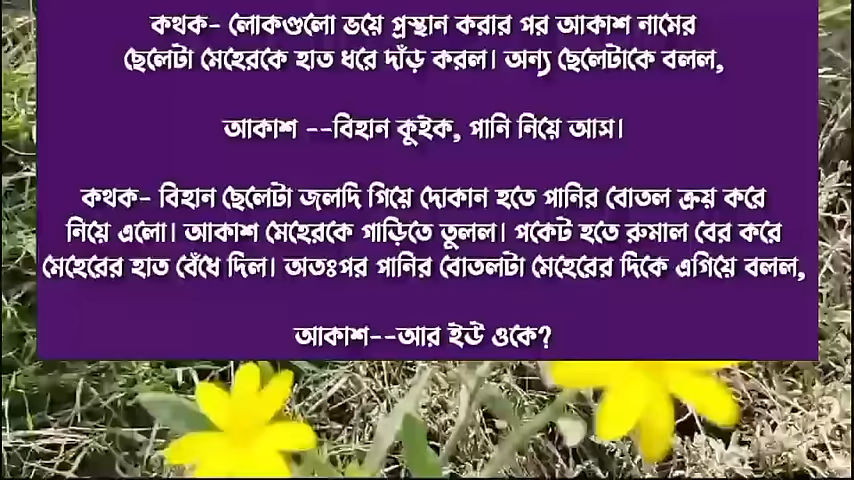 কথক- লোকগুলো ভয়ে প্রস্থান করার পর আকাশ নামের
ছেলেটা মেহেরকে হাত ধরে দাঁড় করল। অন্য ছেলেটাকে বলল,
আকাশ --বিহান কুইক, পানি নিয়ে আস।
কথক- বিহান ছেলেটা জলদি গিয়ে দোকান হতে পানির বোতল ক্রয় করে
নিয়ে এলো। আকাশ মেহেরকে গাড়িতে তুলল। পকেট হতে রুমাল বের করে
মেহেরের হাত বেঁধে দিল। অতঃপর পানির বোতলটা মেহেরের দিকে এগিয়ে বলল,
আকাশ--আর ইউ ওকে?